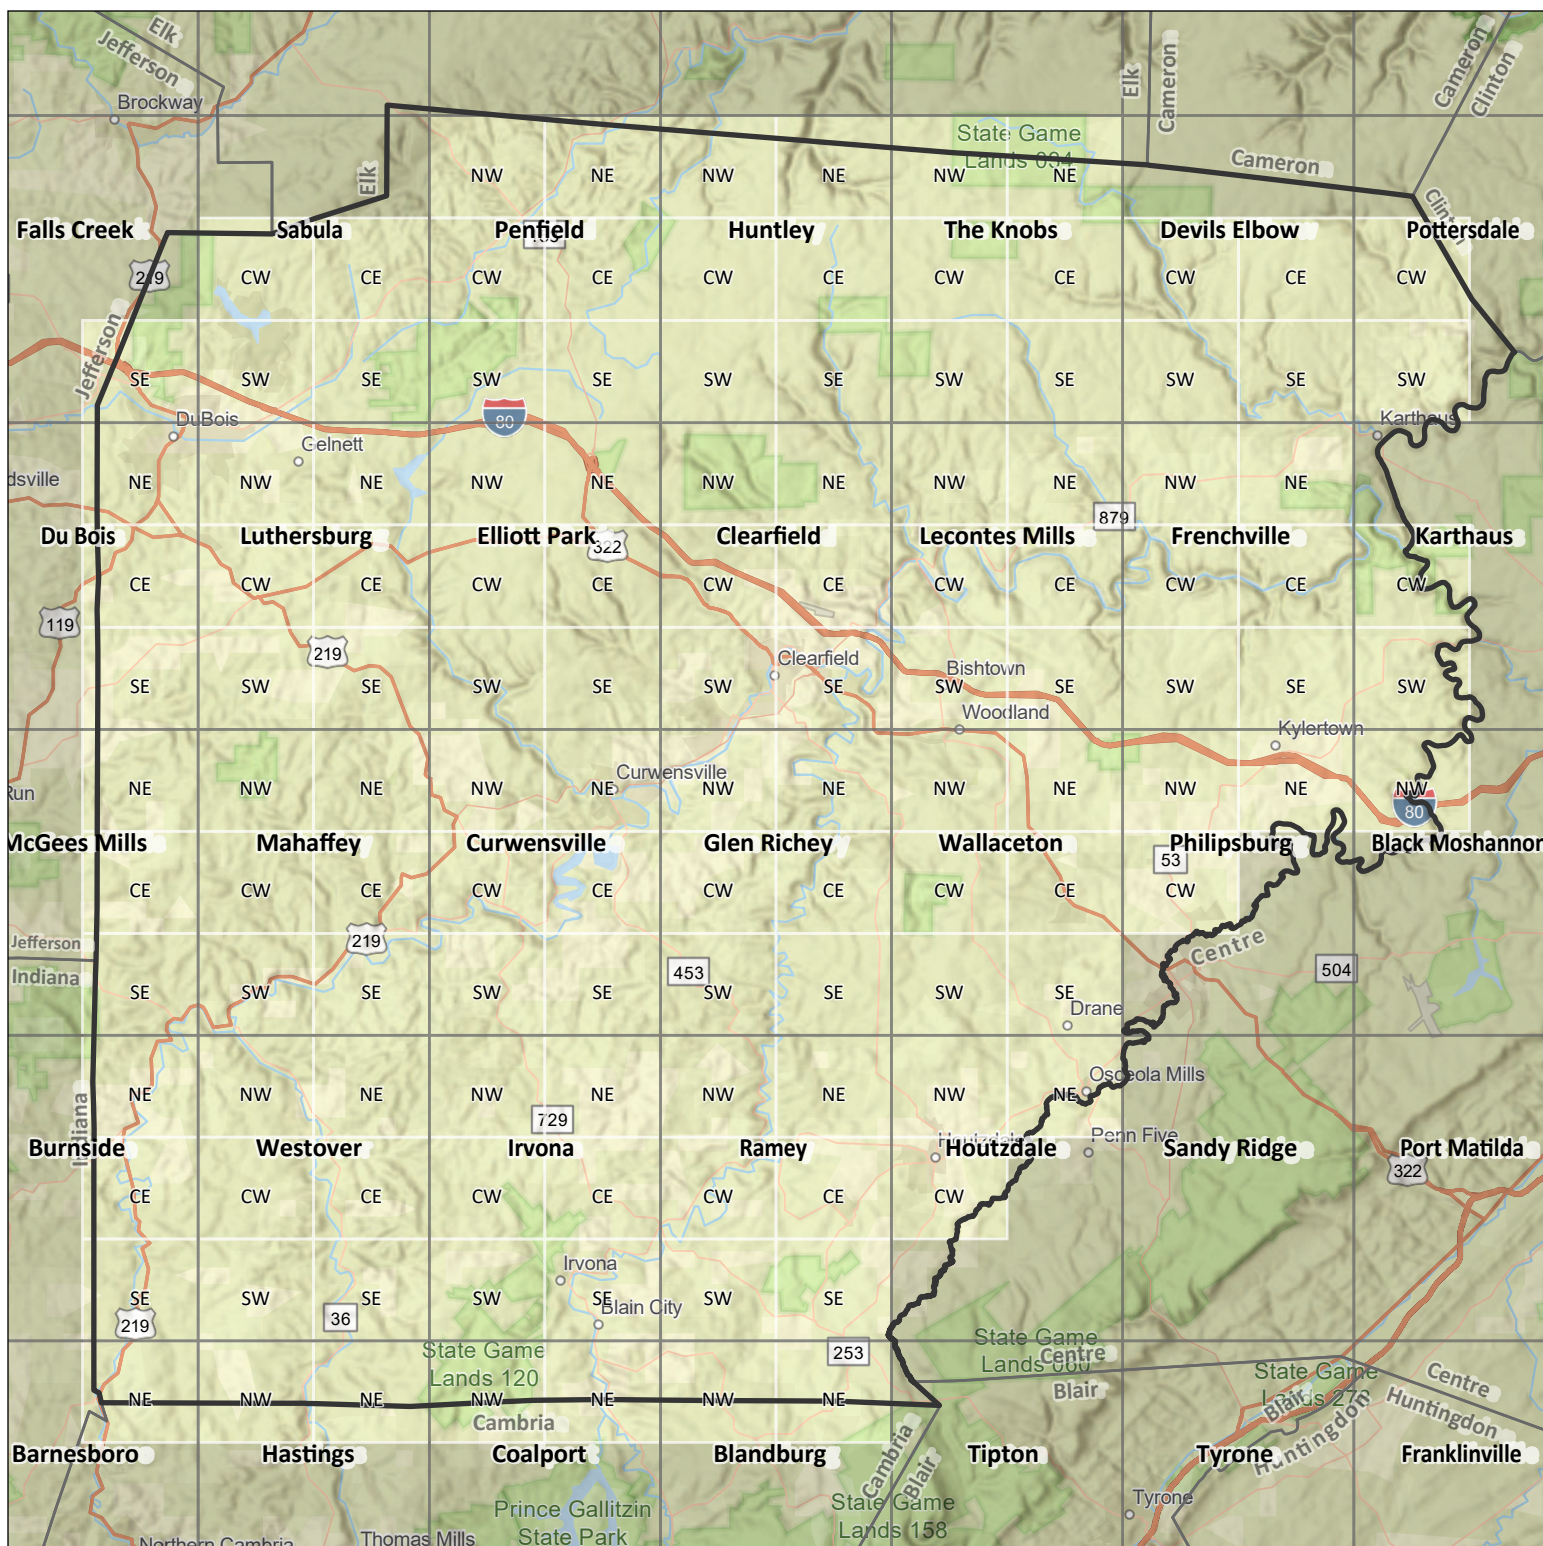 Elk
Jefferson
Brockway
Elk
Cameron
Cameron
Clinton
State Game
Lands 034
Cameron
Elk
NW NE NW NE NW NE
Clinton
Falls Creek Sabula Penfield Huntley The Knobs Devils Elbow Pottersdale
219
CW CE CW CE CW CE CW CE CW CE CW
Jefferson
SE SW SE SW SE SW SE SW SE SW SE SW
DuBois
80
Karthaus
dsville
NE NW NE NW NE NW NE NW NE NW NE
879
Du Bois Luthersburg Elliott Park Clearfield Lecontes Mills Frenchville Karthaus
322
CE CW CE CW CE CW CE CW CE CW CE CW
119
219
Clearfield
Bishtown
SE SW SE SW SE SW SE SW SE SW SE SW
Woodland
Kylertown
Curwensville
Run
NE NW NE NW NE NW NE NW NE NW NE NW
80
McGees Mills Mahaffey Curwensville Glen Richey Wallaceton Philipsburg Black Moshannon
53
CE CW CE CW CE CW CE CW CE CW
Jefferson
219
Centre
Indiana
453
504
SE SW SE SW SE SW SE SW SE
Drane
Osceola Mills
NE NW NE NW NE NW NE NW NE
Indiana
729
Penn Five
Houtzdale
Burnside Westover Irvona Ramey Houtzdale Sandy Ridge Port Matilda
322
CE CW CE CW CE CW CE CW
Irvona
SE SW SE SW SE SW SE
Blain City
219
36
State Game
Lands 120
253
State Game
Lands 060
Centre
Blair
State Game
Lands 278
Centre
Huntingdon
Blair
Huntingdon
NE NW NE NW NE NW NE
Cambria
Barnesboro Hastings Coalport Blandburg Tipton Tyrone Franklinville
Cambria
Blair
Prince Gallitzin
State Park
State Game
Lands 158
Tyrone
Northern Cambria
Thomas Mills